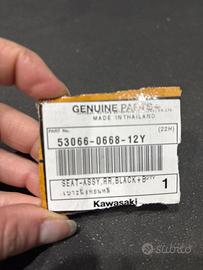 GENUINE PARTS
MADE IN THAILAND
PART No.
(22H)
53066-0668-12Y
SEAT-ASSY,RR,BLACK+B
1
Kawasaki
Subito